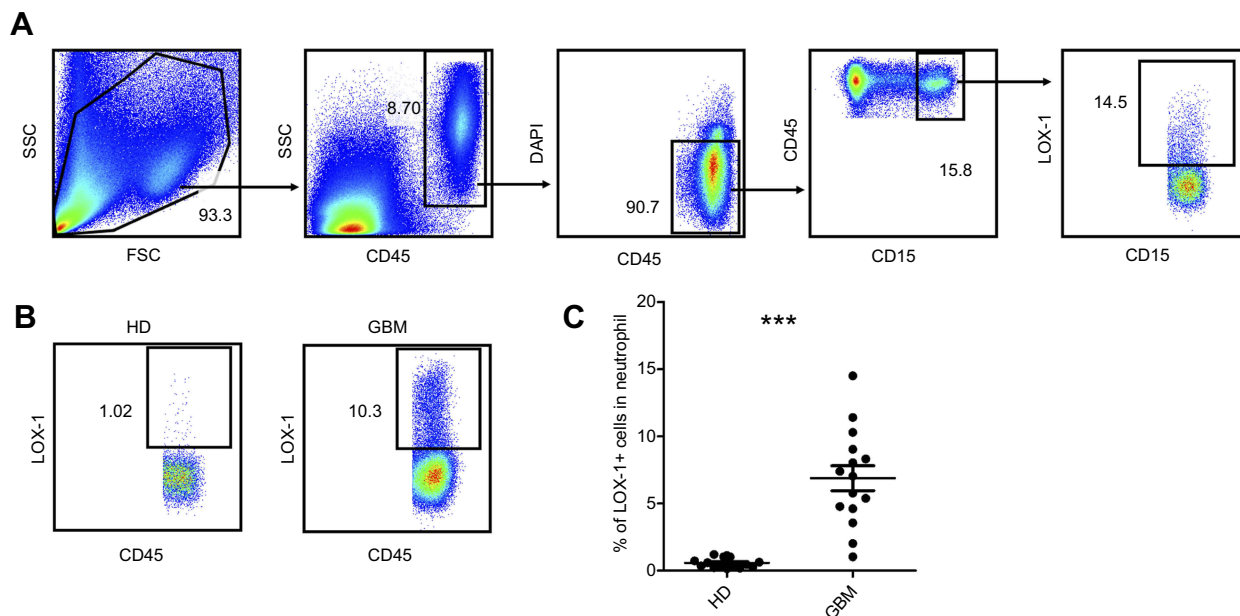 A
SSC
93.3
FSC
SSC
8.70
CD45
DAPI
90.7
CD45
CD45
15.8
CD15
LOX-1
14.5
CD15
B
HD
LOX-1
1.02
CD45
GBM
LOX-1
10.3
CD45
C
% of LOX-1+ cells in neutrophil
20
15
10
5
0
***
HD
GBM